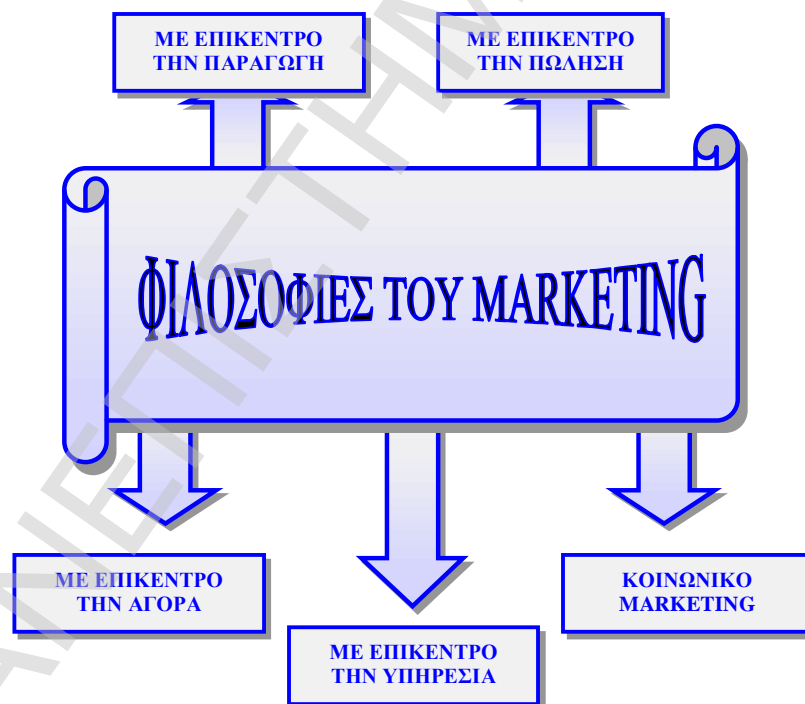 ΜΕ ΕΠΙΚΕΝΤΡΟ
ΤΗΝ ΠΑΡΑΓΩΓΗ
ΜΕ ΕΠΙΚΕΝΤΡΟ
ΤΗΝ ΠΩΛΗΣΗ
ΦΙΛΟΣΟΦΙΕΣ ΤΟΥ MARKETING
ΜΕ ΕΠΙΚΕΝΤΡΟ
ΤΗΝ ΑΓΟΡΑ
ΚΟΙΝΩΝΙΚΟ
MARKETING
ΜΕ ΕΠΙΚΕΝΤΡΟ
ΤΗΝ ΥΠΗΡΕΣΙΑ